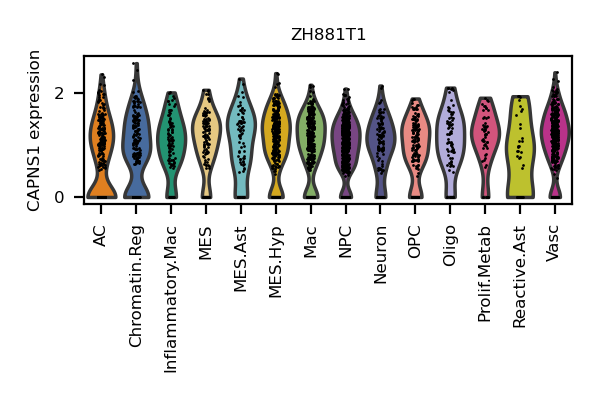 ZH881T1
CAPNS1 expression
2
0
AC
Chromatin.Reg
Inflammatory.Mac
MES
MES.Ast
MES.Hyp
Mac
NPC
Neuron
OPC
Oligo
Prolif.Metab
Reactive.Ast
Vasc